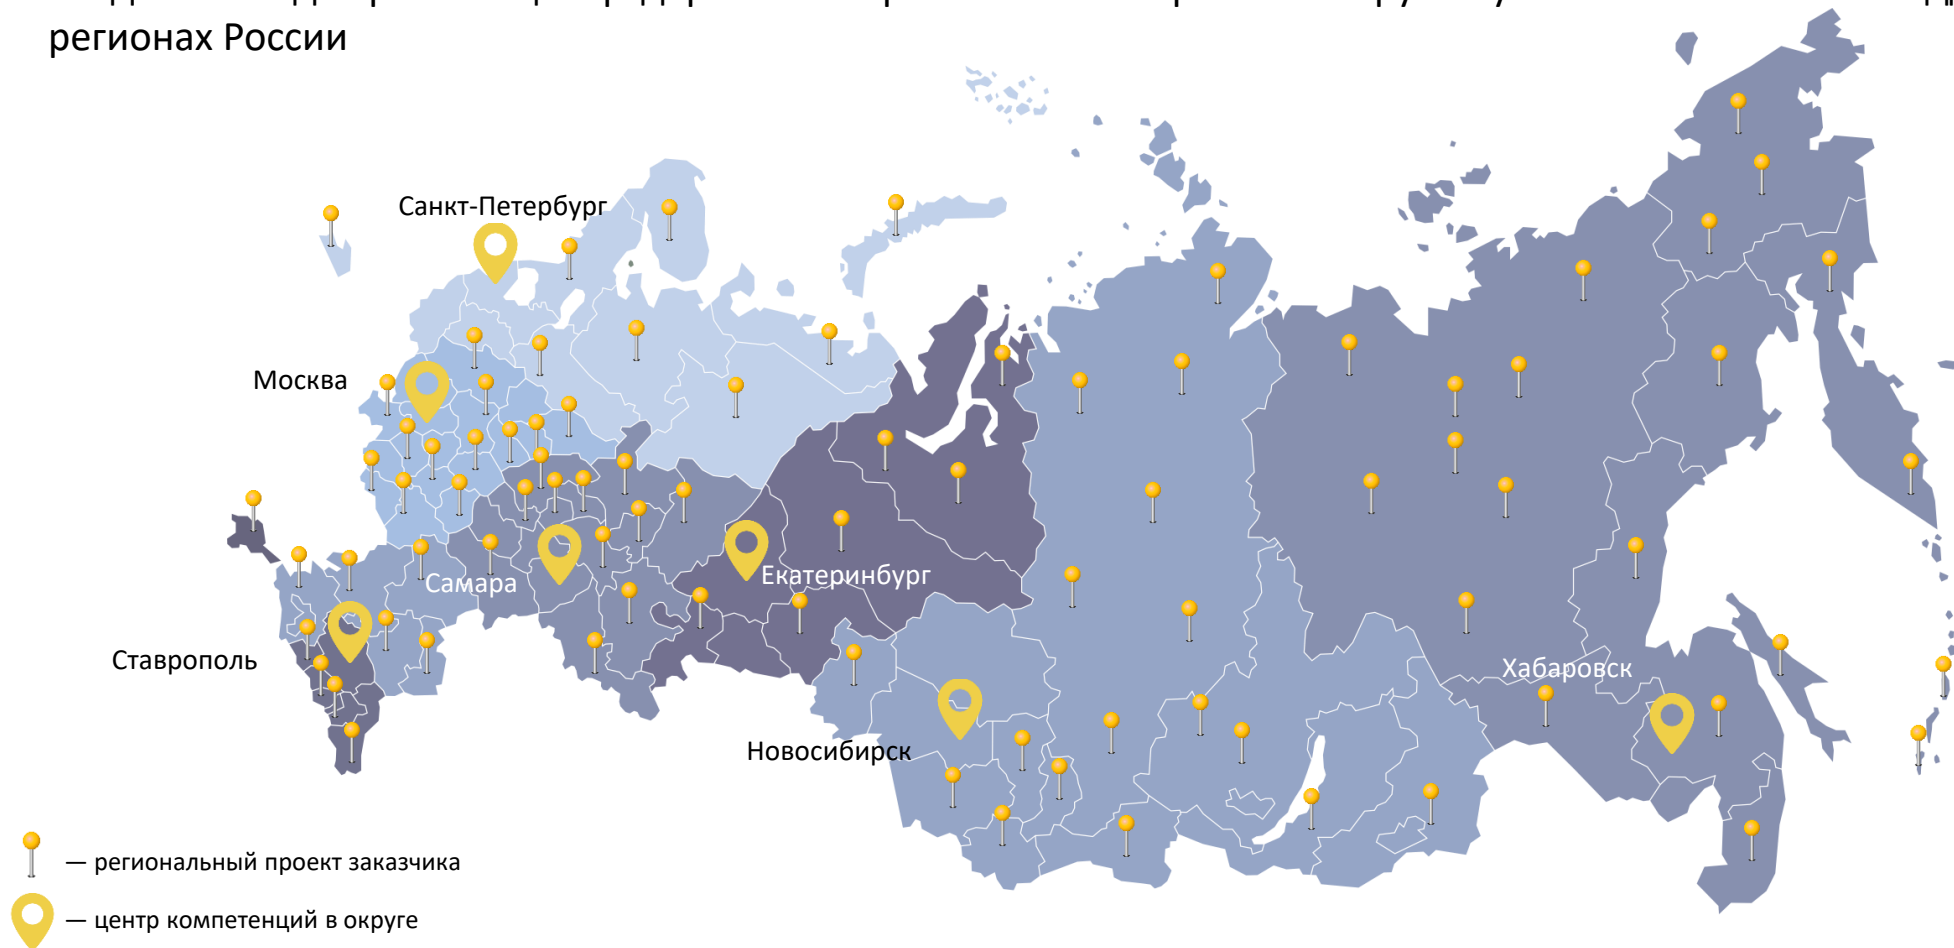 регионах России
Санкт-Петербург
Москва
Самара
Екатеринбург
Ставрополь
Хабаровск
Новосибирск
— региональный проект заказчика
— центр компетенций в округе